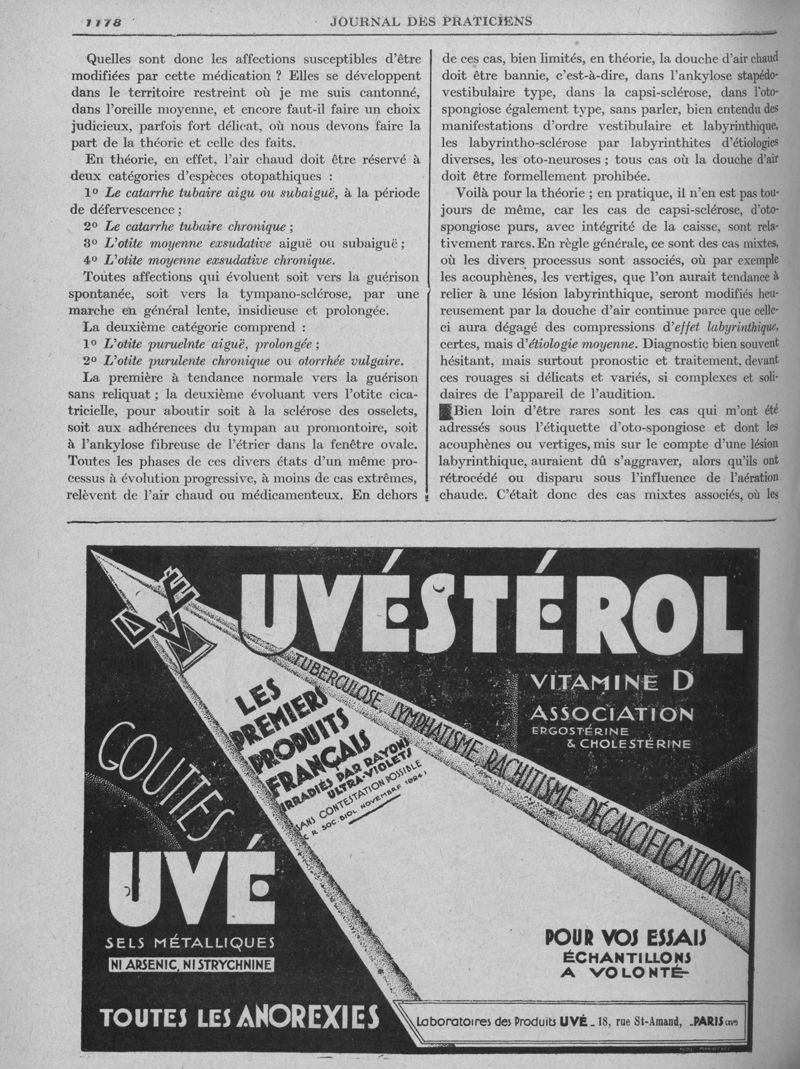 1178
JOURNAL DES PRATICIENS
Quelles sont donc les affections susceptibles d'être
modifiées par cette médication ? Elles se développent
dans le territoire restreint où je me suis cantonné,
dans l'oreille moyenne, et encore faut-il faire un choix
judicieux, parfois fort délicat, où nous devons faire la
part de la théorie et celle des faits.
En théorie, en effet, l'air chaud doit être réservé à
deux catégories d'espèces otopathiques :
1º Le catarrhe tubaire aigu ou subaiguë, à la période
de défervescence ;
2º Le catarrhe tubaire chronique ;
3º L'otite moyenne exsudative aiguë ou subaiguë ;
4º L'otite moyenne exsudative chronique.
Toutes affections qui évoluent soit vers la guérison
spontanée, soit vers la tympano-sclérose, par une
marche en général lente, insidieuse et prolongée.
La deuxième catégorie comprend :
1º L'otite puruelnte aiguë, prolongée ;
2º L'otite purulente chronique ou otorrhée vulgaire.
La première à tendance normale vers la guérison
sans reliquat ; la deuxième évoluant vers l'otite cica-
tricielle, pour aboutir soit à la sclérose des osselets,
soit aux adhérences du tympan au promontoire, soit
à l'ankylose fibreuse de l'étrier dans la fenêtre ovale.
Toutes les phases de ces divers états d'un même pro-
cessus à évolution progressive, à moins de cas extrêmes,
relèvent de l'air chaud ou médicamenteux. En dehors
de ces cas, bien limités, en théorie, la douche d'air chaud
doit être bannie, c'est-à-dire, dans l'ankylose stapédo-
vestibulaire type, dans la capsi-sclérose, dans l'oto-
spongiose également type, sans parler, bien entendu des
manifestations d'ordre vestibulaire et labyrinthique,
les labyrintho-sclérose par labyrinthites d'étiologies
diverses, les oto-neuroses ; tous cas où la douche d'air
doit être formellement prohibée.
Voilà pour la théorie ; en pratique, il n'en est pas tou-
jours de même, car les cas de capsi-sclérose, d'oto-
spongiose purs, avec intégrité de la caisse, sont rela-
tivement rares. En règle générale, ce sont des cas mixtes,
où les divers processus sont associés, où par exemple
les acouphènes, les vertiges, que l'on aurait tendance à
relier à une lésion labyrinthique, seront modifiés heu-
reusement par la douche d'air continue parce que celle-
ci aura dégagé des compressions d'effet labyrinthique,
certes, mais d'étiologie moyenne. Diagnostic bien souvent
hésitant, mais surtout pronostic et traitement, devant
ces rouages si délicats et variés, si complexes et soli-
daires de l'appareil de l'audition.
Bien loin d'être rares sont les cas qui m'ont été
adressés sous l'étiquette d'oto-spongiose et dont les
acouphènes ou vertiges, mis sur le compte d'une lésion
labyrinthique, auraient dû s'aggraver, alors qu'ils ont
rétrocédé ou disparu sous l'influence de l'aération
chaude. C'était donc des cas mixtes associés, où les
UVÉSTÉROL
VITAMINE D
ASSOCIATION
ERGOSTÉRINE
& CHOLESTÉRINE
TUBERCULOSE LYMPHATISME RACHITISME DÉCALCIFICATIONS
LES
PREMIERS
PRODUITS
FRANÇAIS
IRRADIÉS PAR RAYONS
ULTRA-VIOLETS
SANS CONTESTATION POSSIBLE
(C. R. SOC. BIOL NOVEMBRE 1924)
GOUTTES
UVÉ
SELS MÉTALLIQUES
NI ARSENIC, NI STRYCHNINE
TOUTES LES ANOREXIES
POUR VOS ESSAIS
ÉCHANTILLONS
A VOLONTÉ
Laboratoires des Produits UVÉ - 18, rue St-Amand, - PARIS (XVe)